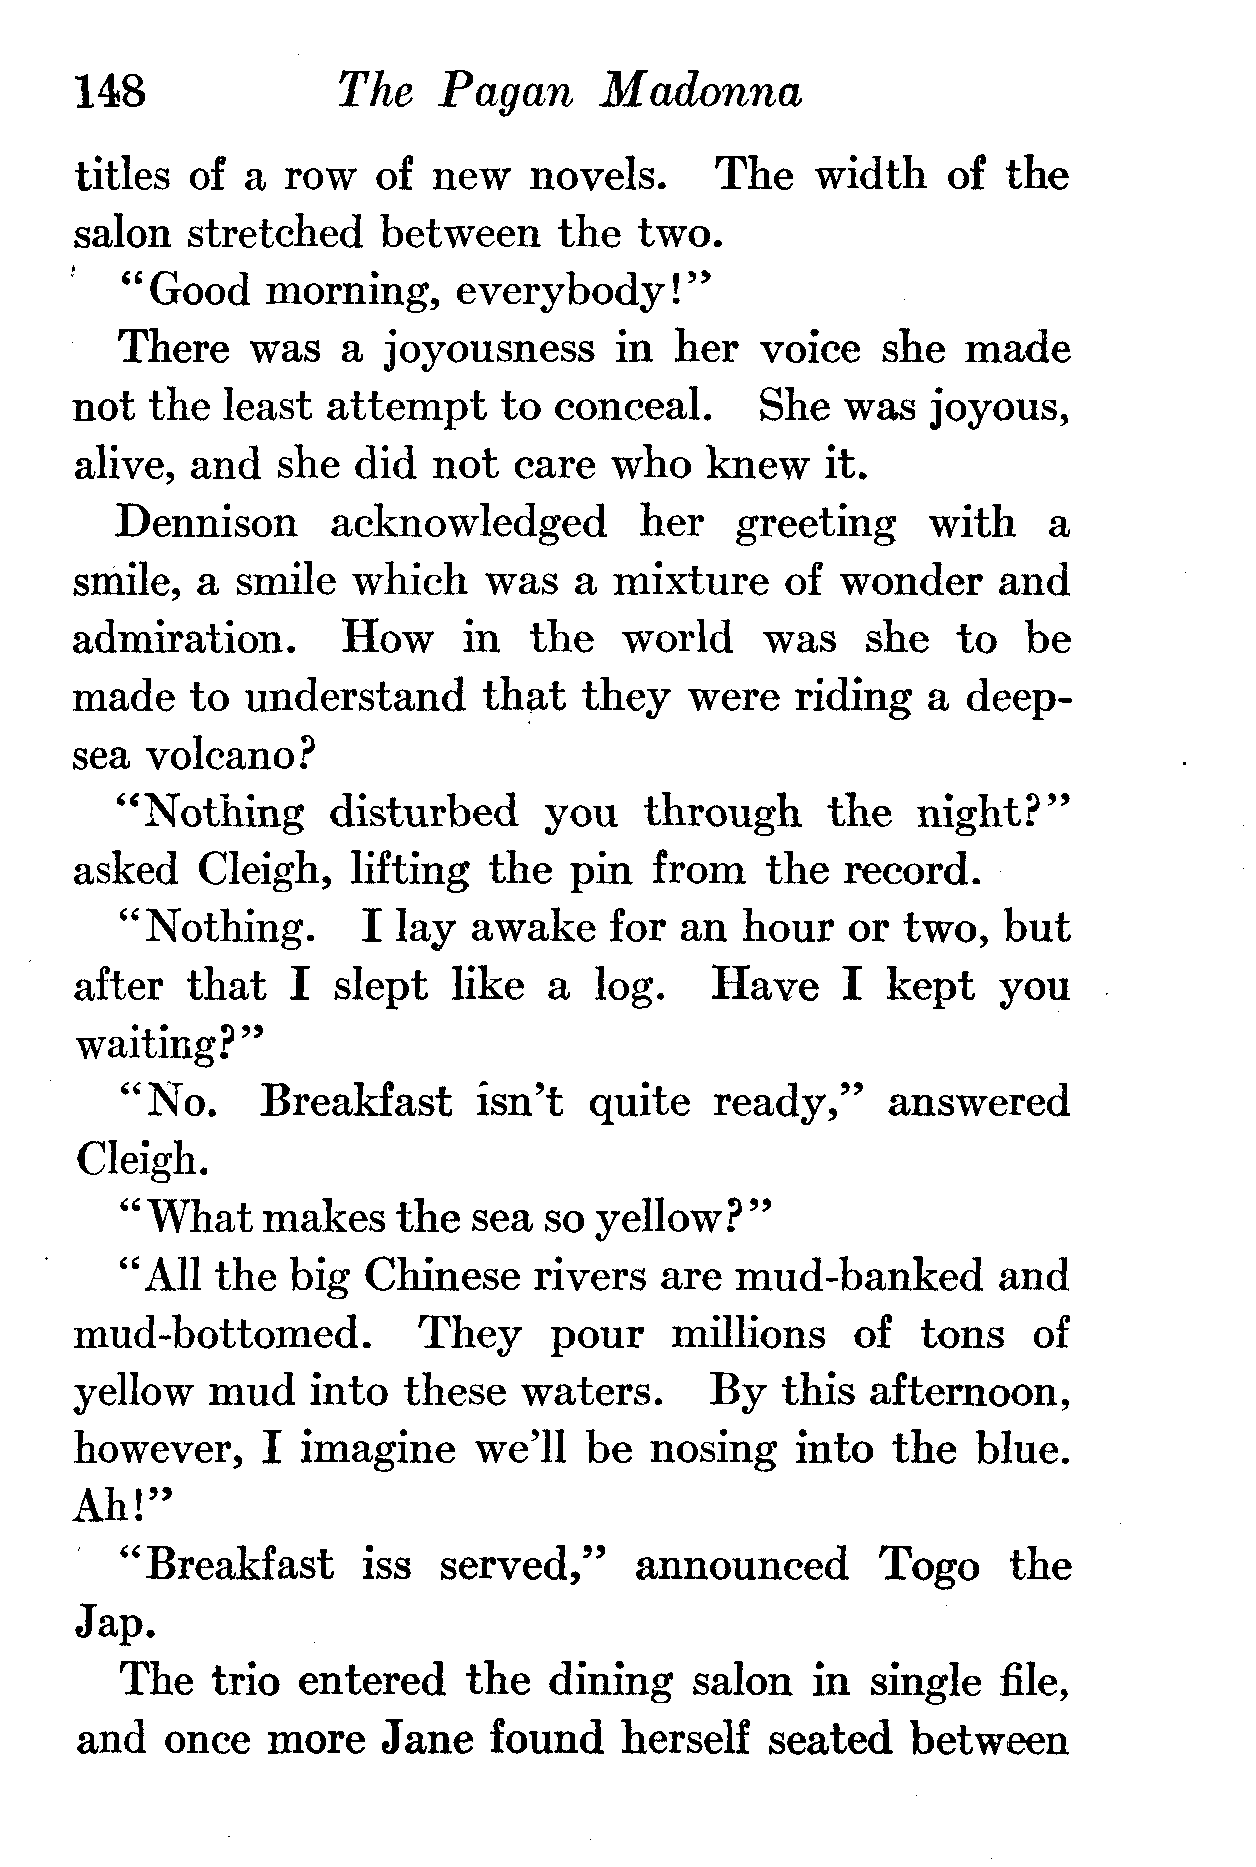 148 The Pagan Madonna
titles of a row of new novels. The width of the
salon stretched between the two.
“Good morning, everybody!”
There was a joyousness in her voice she made
not the least attempt to conceal. She was joyous,
alive, and she did not care who knew it.
Dennison acknowledged her greeting with a
smile, a smile which was a mixture of wonder and
admiration. How in the world was she to be
made to understand that they were riding a deep-
sea volcano?
“Nothing disturbed you through the night?”
asked Cleigh, lifting the pin from the record.
“Nothing. I lay awake for an hour or two, but
after that I slept like a log. Have I kept you
waiting?”
“No. Breakfast isn’t quite ready,” answered
Cleigh.
“What makes the sea so yellow?”
“All the big Chinese rivers are mud-banked and
mud-bottomed. They pour millions of tons of
yellow mud into these waters. By this afternoon,
however, I imagine we’ll be nosing into the blue.
Ah!”
“Breakfast iss served,” announced Togo the
Jap.
The trio entered the dining salon in single file,
and once more Jane found herself seated between